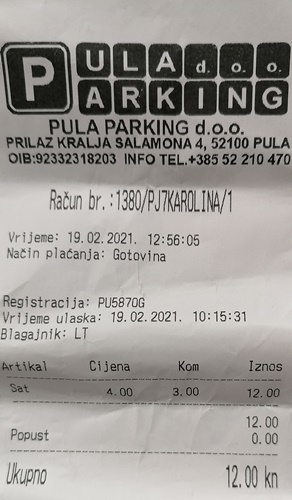 P PULA d. o. o.
PARKING
PULA PARKING d.o.o.
PRILAZ KRALJA SALAMONA 4, 52100 PULA
OIB:92332318203 INFO TEL.+385 52 210 470
Račun br.:1380/PJ7KAROLINA/1
Vrijeme: 19.02.2021. 12:56:05
Način plaćanja: Gotovina
Registracija: PU587OG
Vrijeme ulaska: 19.02.2021. 10:15:31
Blagajnik: LT
Artikal Cijena Kom Iznos
Sat 4.00 3.00 12.00
12.00
Popust 0.00
Ukupno 12.00 kn